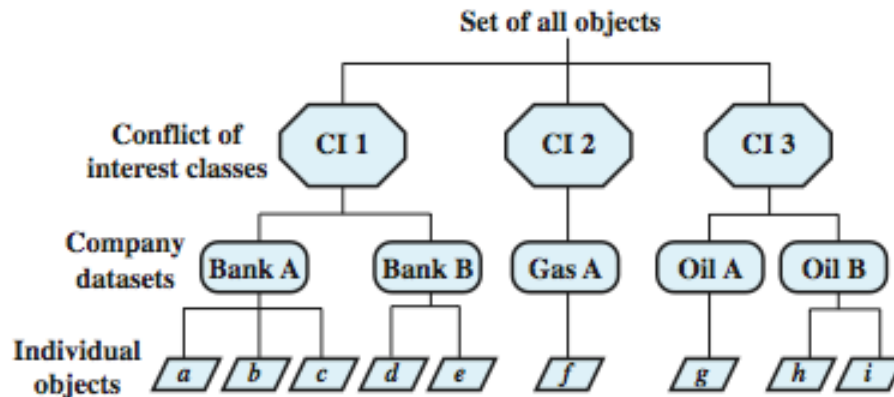 Set of all objects
Conflict of
interest classes
CI 1
CI 2
CI 3
Company
datasets
Bank A
Bank B
Gas A
Oil A
Oil B
Individual
objects
a
b
c
d
e
f
g
h
i